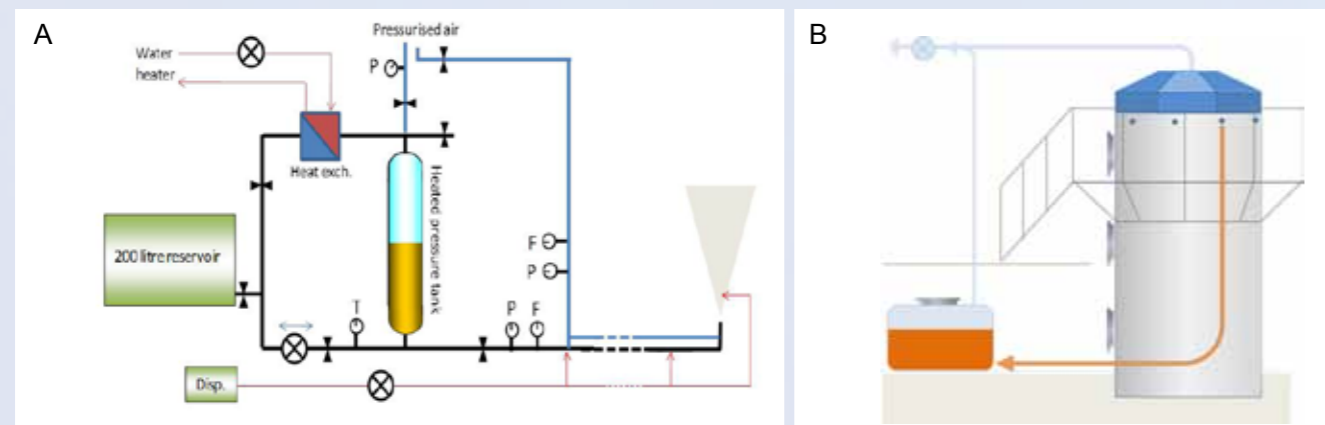 A
Pressurised air
Water
heater
P
Heat exch.
Heated pressure tank
200 litre reservoir
F
P
T
P
F
Disp.
B